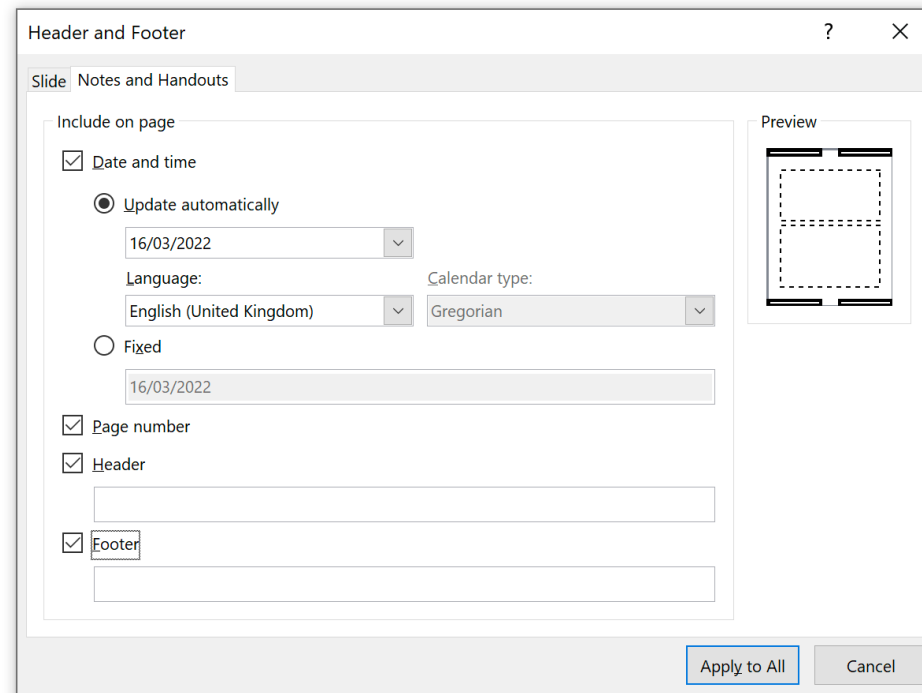 Header and Footer ?
Slide Notes and Handouts
Include on page
Preview
Date and time
Update automatically
16/03/2022
Language: Calendar type:
English (United Kingdom) Gregorian
Fixed
16/03/2022
Page number
Header
Footer
Apply to All Cancel